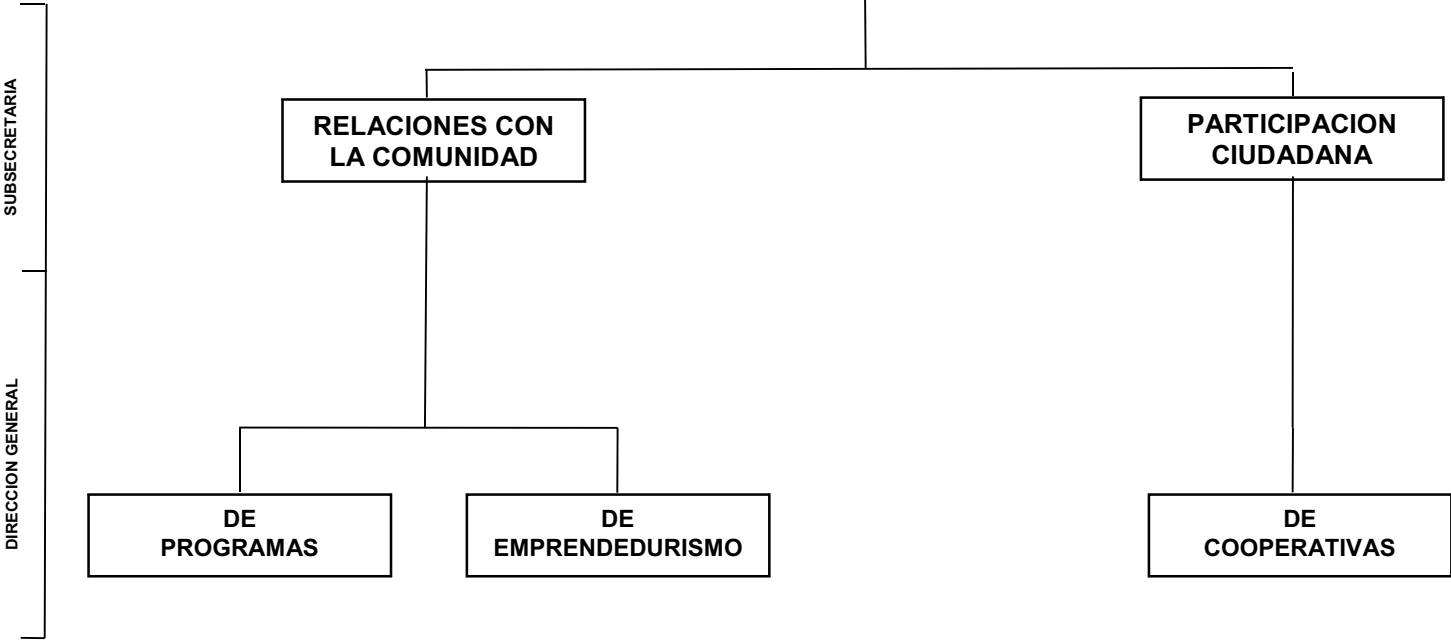 SUBSECRETARIA
RELACIONES CON
LA COMUNIDAD
PARTICIPACION
CIUDADANA
DIRECCION GENERAL
DE
PROGRAMAS
DE
EMPRENDEDURISMO
DE
COOPERATIVAS